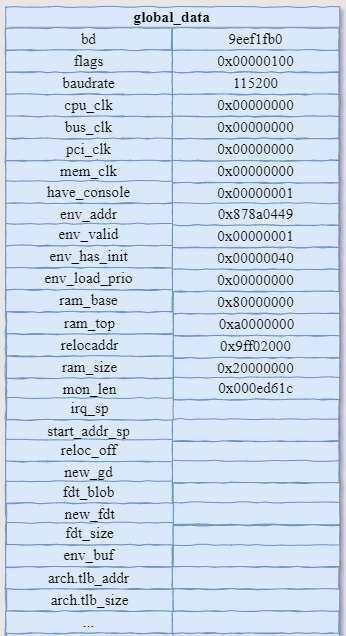 global_data
bd 9eef1fb0
flags 0x00000100
baudrate 115200
cpu_clk 0x00000000
bus_clk 0x00000000
pci_clk 0x00000000
mem_clk 0x00000000
have_console 0x00000001
env_addr 0x878a0449
env_valid 0x00000001
env_has_init 0x00000040
env_load_prio 0x00000000
ram_base 0x80000000
ram_top 0xa0000000
relocaddr 0x9ff02000
ram_size 0x20000000
mon_len 0x000ed61c
irq_sp
start_addr_sp
reloc_off
new_gd
fdt_blob
new_fdt
fdt_size
env_buf
arch.tlb_addr
arch.tlb_size
...